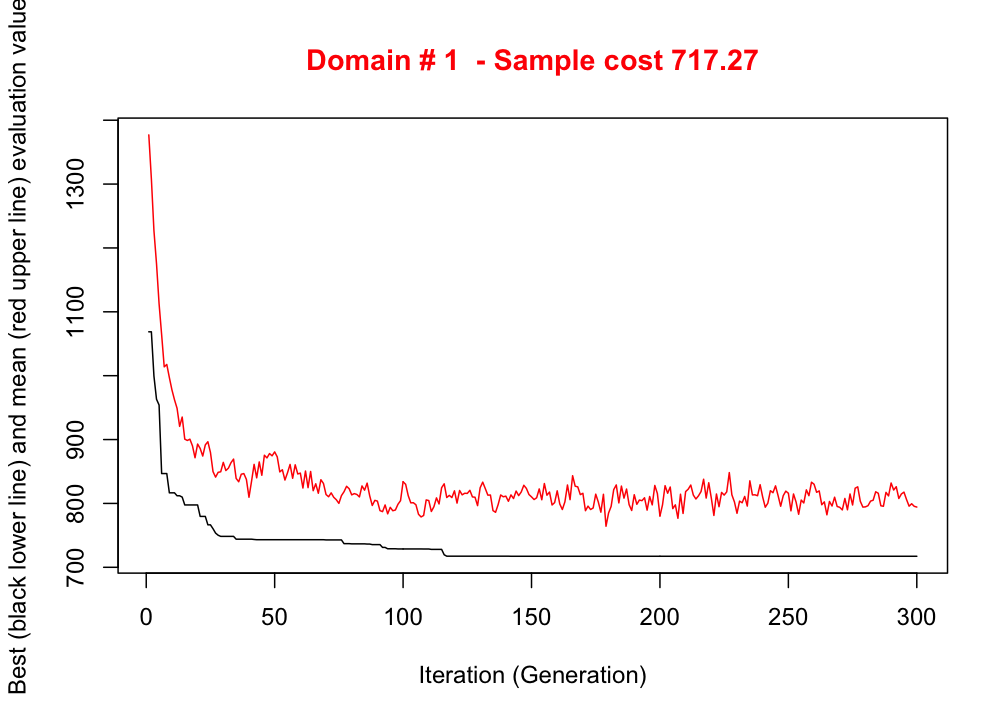 Domain # 1 - Sample cost 717.27
Best (black lower line) and mean (red upper line) evaluation value
1300
1100
900
800
700
0 50 100 150 200 250 300
Iteration (Generation)